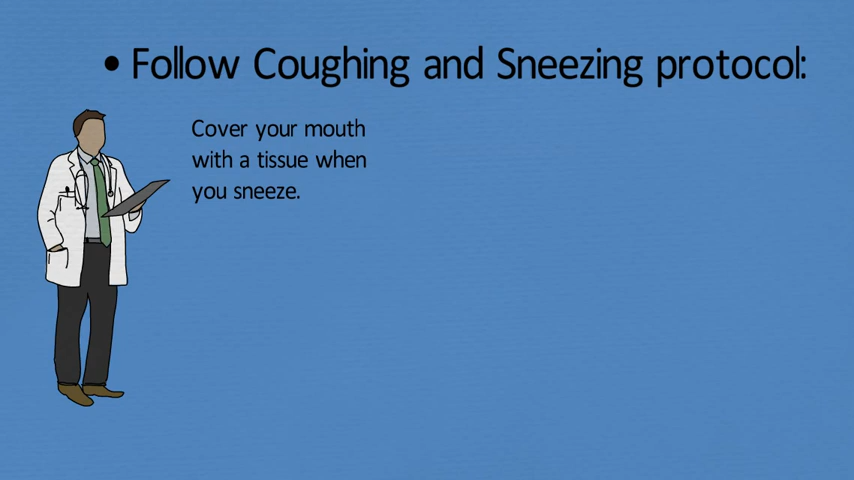 • Follow Coughing and Sneezing protocol:
Cover your mouth
with a tissue when
you sneeze.